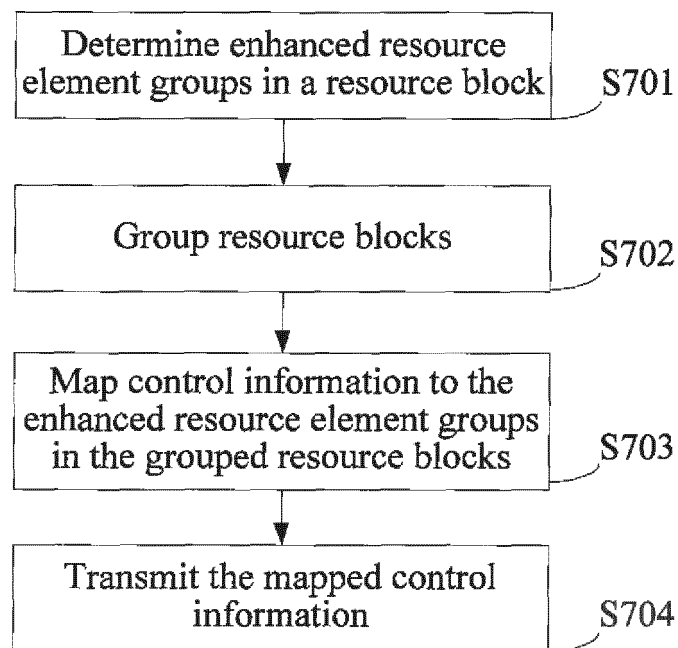 Determine enhanced resource
element groups in a resource block
S701
Group resource blocks
S702
Map control information to the
enhanced resource element groups
in the grouped resource blocks
S703
Transmit the mapped control
information
S704